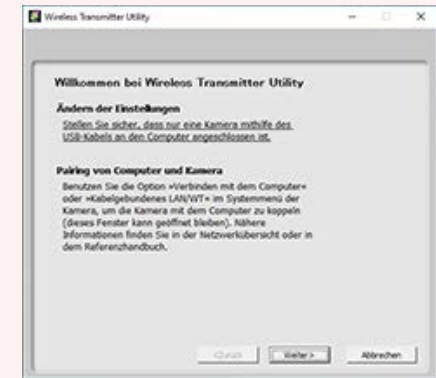 Wireless Transmitter Utility
Willkommen bei Wireless Transmitter Utility
Ändern der Einstellungen
Stellen Sie sicher, dass nur eine Kamera mithilfe des
USB-Kabels an den Computer angeschlossen ist.
Pairing von Computer und Kamera
Benutzen Sie die Option »Verbinden mit dem Computer«
oder »Kabelgebundenes LAN/WT« im Systemmenü der
Kamera, um die Kamera mit dem Computer zu koppeln
(dieses Fenster kann geöffnet bleiben). Nähere
Informationen finden Sie in der Netzwerkübersicht oder in
dem Referenzhandbuch.
<Zurück Weiter > Abbrechen